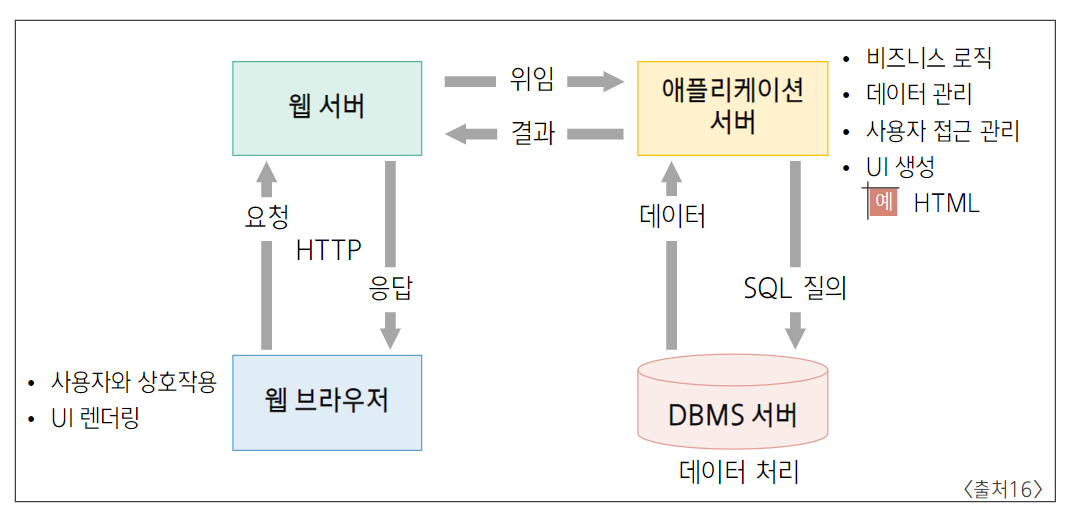 웹 서버
위임
결과
애플리케이션
서버
• 비즈니스 로직
• 데이터 관리
• 사용자 접근 관리
• UI 생성
예 HTML
요청
HTTP
응답
데이터
SQL 질의
• 사용자와 상호작용
• UI 렌더링
웹 브라우저
DBMS 서버
데이터 처리
〈출처16〉